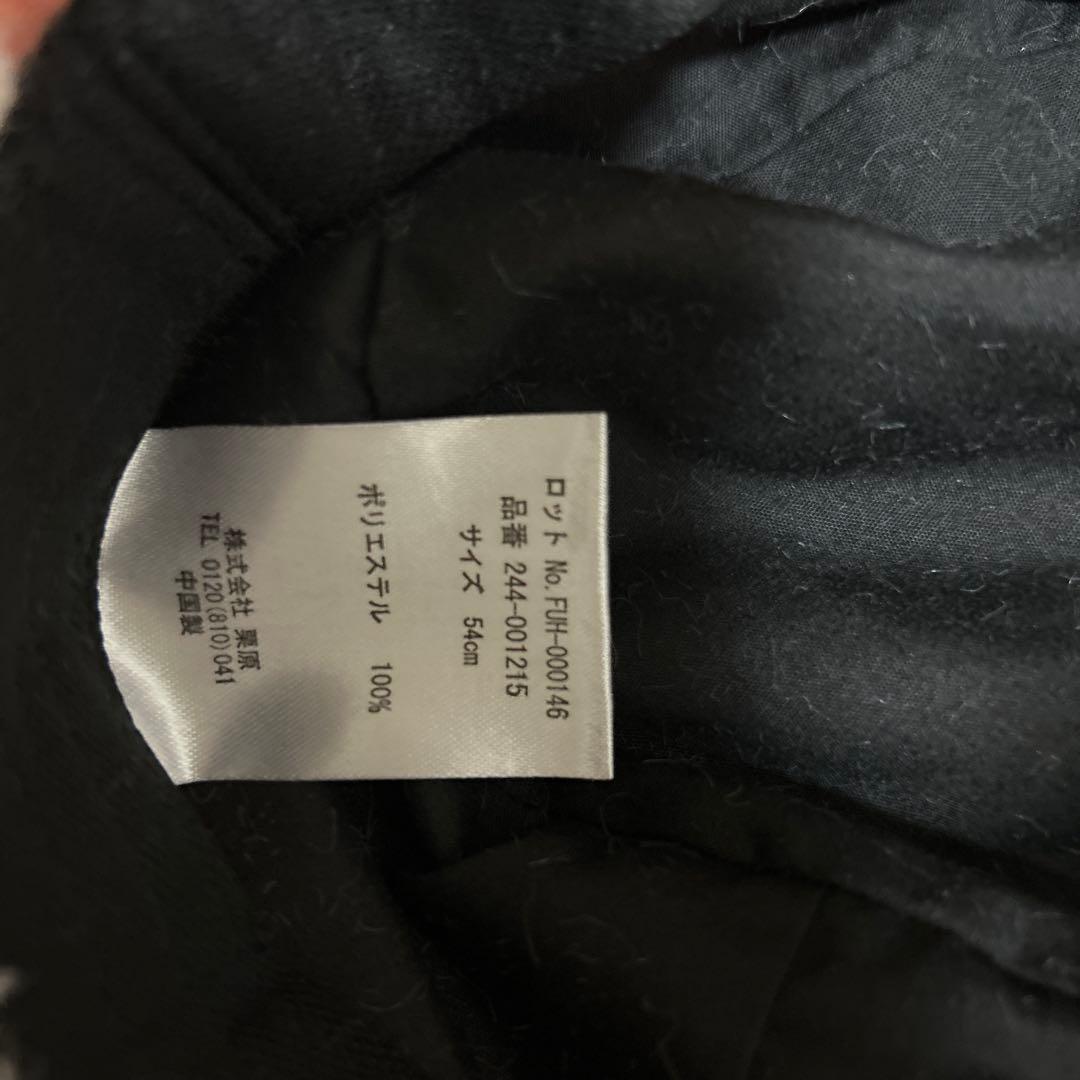 ロット No.FUH-000146
品番 244-001215
サイズ 54cm
ポリエステル 100%
株式会社 栗原
TEL 0120(810)041
中国製